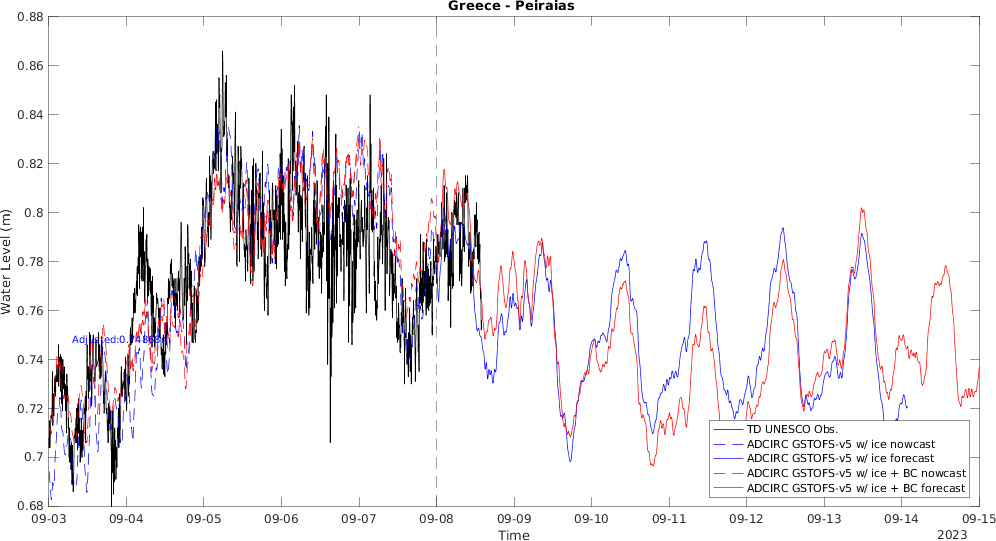 Greece - Peiraias
0.88
0.86
0.84
0.82
0.8
0.78
0.76
0.74
0.72
0.7
0.68
Water Level (m)
TD UNESCO Obs.
ADCIRC GSTOFS-v5 w/ ice nowcast
ADCIRC GSTOFS-v5 w/ ice forecast
ADCIRC GSTOFS-v5 w/ ice + BC nowcast
ADCIRC GSTOFS-v5 w/ ice + BC forecast
09-03 09-04 09-05 09-06 09-07 09-08 09-09 09-10 09-11 09-12 09-13 09-14 09-15
Time
2023